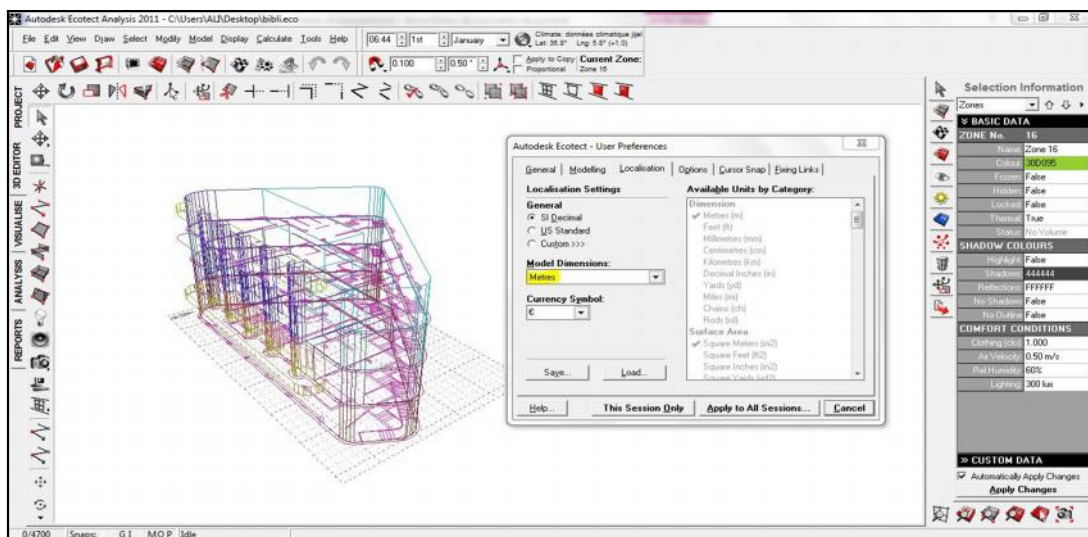 Autodesk Ecotect Analysis 2011 - C:\Users\ALI\Desktop\bibli.eco
File Edit View Draw Select Modify Model Display Calculate Tools Help
06:44 1st January
Climate: données climatique jijel
Lat: 36.8° Lng: 5.8° (+1.0)
0.100 0.50°
Apply to Copy
Proportional
Current Zone:
Zone 16
PROJECT
3D EDITOR
VISUALISE
ANALYSIS
REPORTS
Autodesk Ecotect - User Preferences
General Modelling Localisation Options Cursor Snap Fixing Links
Localisation Settings
General
SI Decimal
US Standard
Custom >>>
Model Dimensions:
Metres
Currency Symbol:
€
Save... Load...
Available Units by Category:
Dimension
Metres (m)
Feet (ft)
Millimetres (mm)
Centimetres (cm)
Kilometres (km)
Decimal Inches (in)
Yards (yd)
Miles (mi)
Chains (ch)
Rods (rd)
Surface Area
Square Meters (m2)
Square Feet (ft2)
Square Inches (in2)
Square Yards (yd2)
Help... This Session Only Apply to All Sessions... Cancel
Selection Information
Zones
BASIC DATA
ZONE No. 16
Name Zone 16
Colour 30D095
Frozen False
Hidden False
Locked False
Thermal True
Status No Volume
SHADOW COLOURS
Highlight False
Shadows 444444
Reflections FFFFFF
No Shadows False
No Outline False
COMFORT CONDITIONS
Clothing (clo) 1.000
Air Velocity 0.50 m/s
Rel.Humidity 60%
Lighting 300 lux
» CUSTOM DATA
Automatically Apply Changes
Apply Changes
0/4700 Snaps: G I M O P Idle